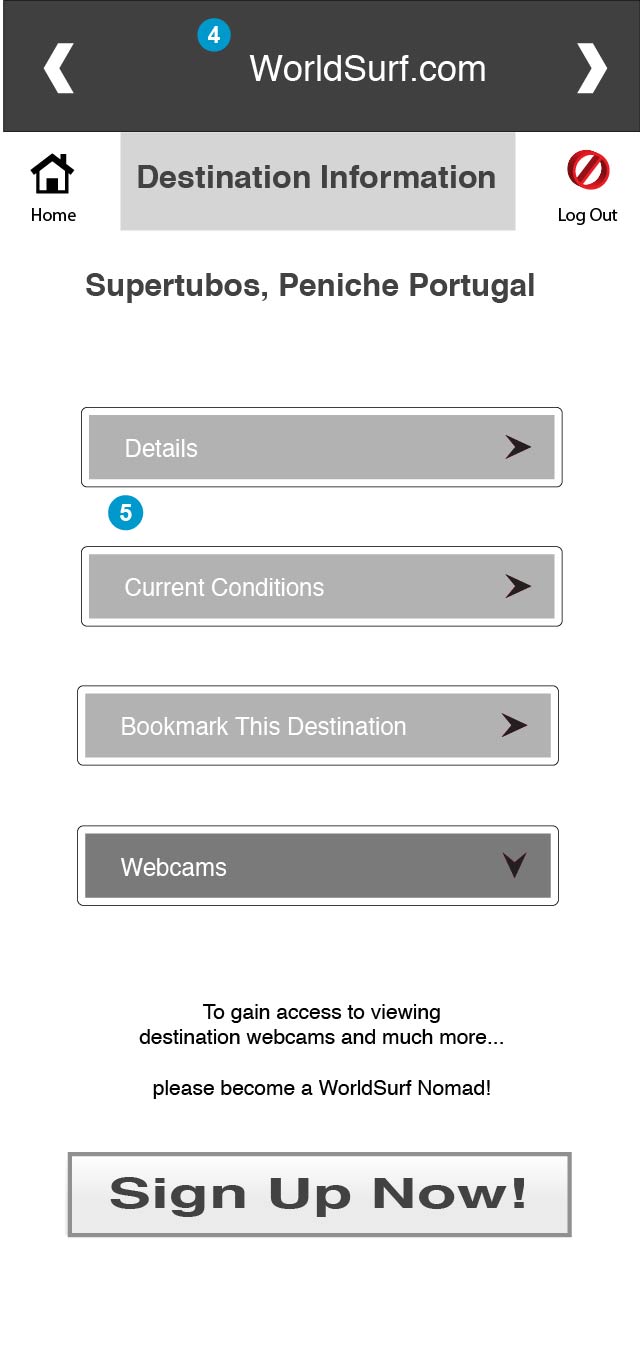 4
WorldSurf.com
Home
Destination Information
Log Out
Supertubos, Peniche Portugal
Details
5
Current Conditions
Bookmark This Destination
Webcams
To gain access to viewing
destination webcams and much more...
please become a WorldSurf Nomad!
Sign Up Now!